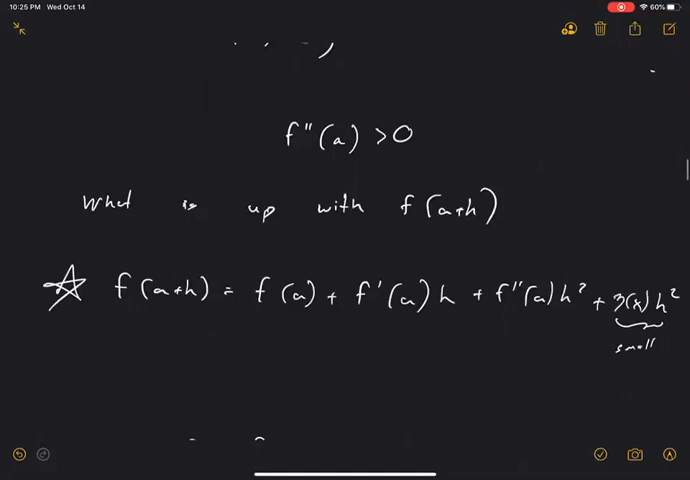 10:25 PM Wed Oct 14 60%
f"(a) > 0
What is up with f(a+h)
☆ f(a+h) = f(a) + f'(a)h + f"(a)h² + 3(x)h²
small